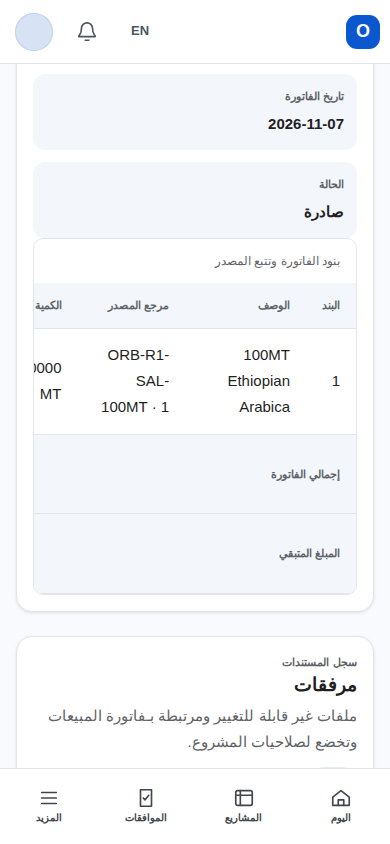 O
EN
تاريخ الفاتورة
2026-11-07
الحالة
صادرة
بنود الفاتورة وتتبع المصدر
البند الوصف مرجع المصدر الكمية
1 100MT Ethiopian Arabica ORB-R1-SAL-100MT · 1 MT
إجمالي الفاتورة
المبلغ المتبقي
سجل المستندات
مرفقات
ملفات غير قابلة للتغيير ومرتبطة بـفاتورة المبيعات
وتخضع لصلاحيات المشروع.
اليوم المشاريع الموافقات المزيد